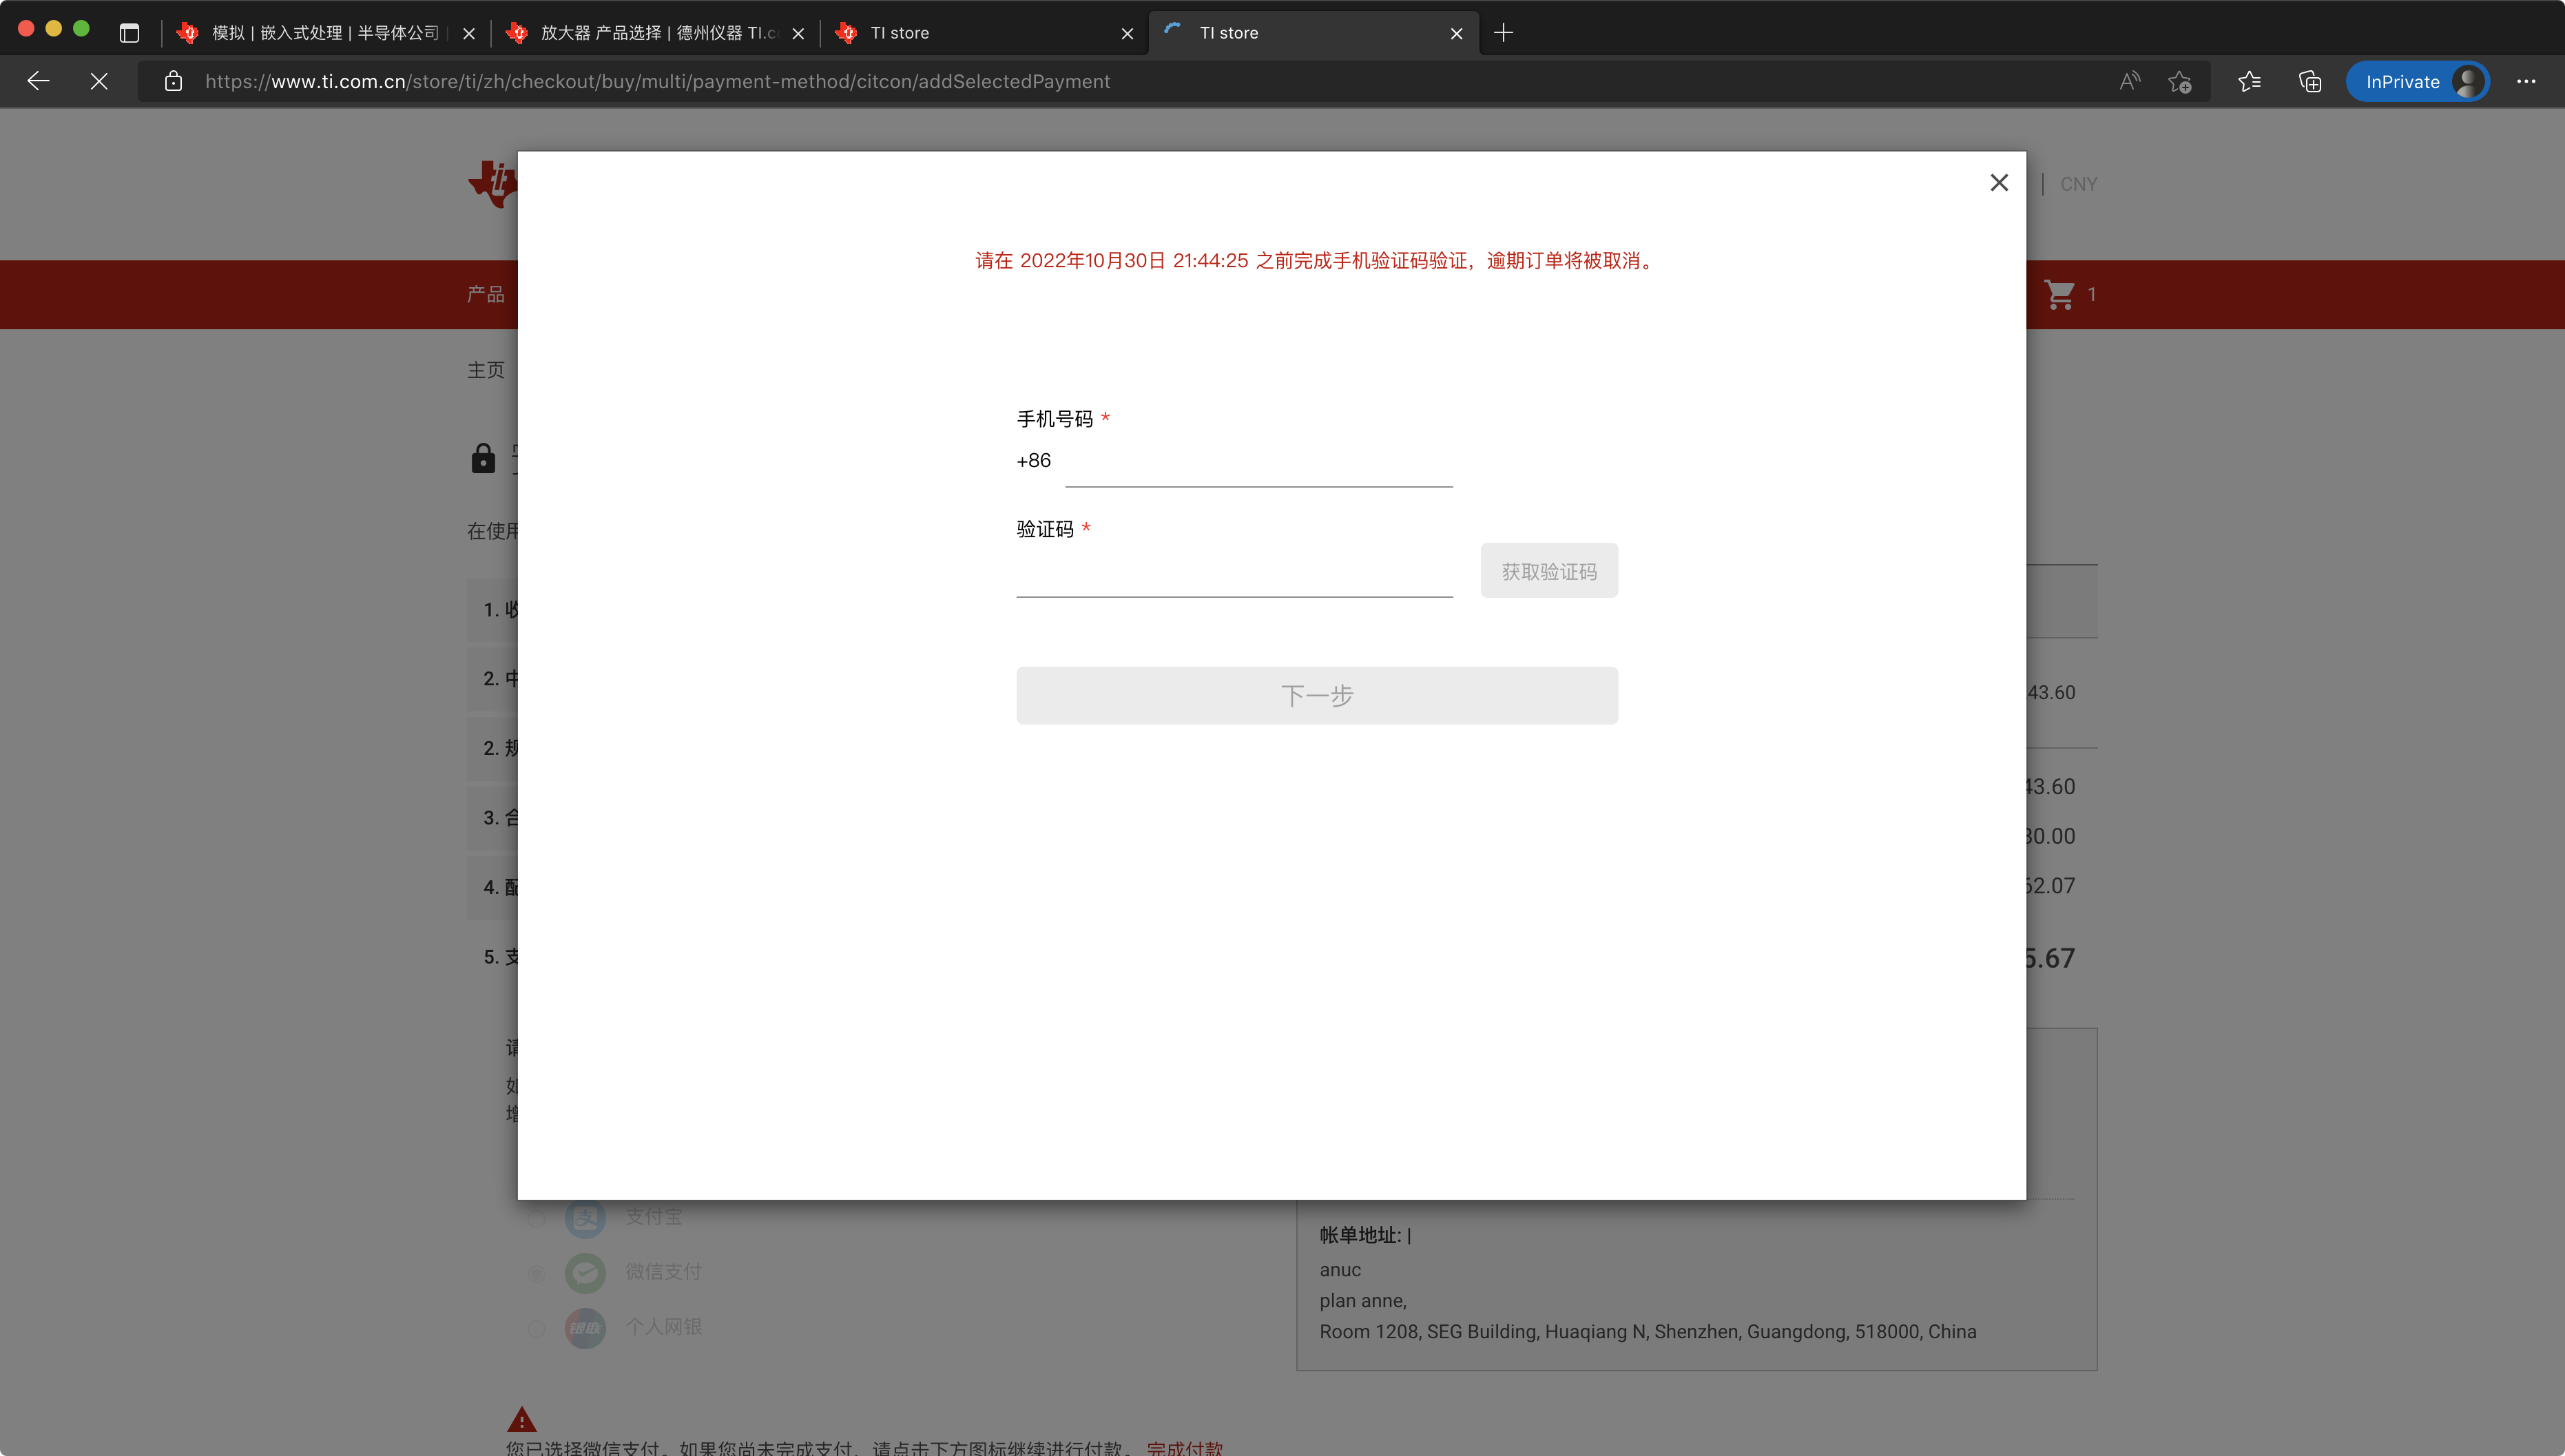 模拟 | 嵌入式处理 | 半导体公司 |
放大器 产品选择 | 德州仪器 TI.c
TI store
TI store
https://www.ti.com.cn/store/ti/zh/checkout/buy/multi/payment-method/citcon/addSelectedPayment
InPrivate
CNY
请在 2022年10月30日 21:44:25 之前完成手机验证码验证，逾期订单将被取消。
产品
1
主页
手机号码 *
+86
在使用
验证码 *
获取验证码
1. 收
2. 中
下一步
43.60
2. 规
43.60
3. 合
30.00
4. 配
62.07
5. 支
5.67
请
如
增
支付宝
微信支付
银联
个人网银
帐单地址: |
anuc
plan anne,
Room 1208, SEG Building, Huaqiang N, Shenzhen, Guangdong, 518000, China
您已选择微信支付。如果您尚未完成支付，请点击下方图标继续进行付款。 完成付款